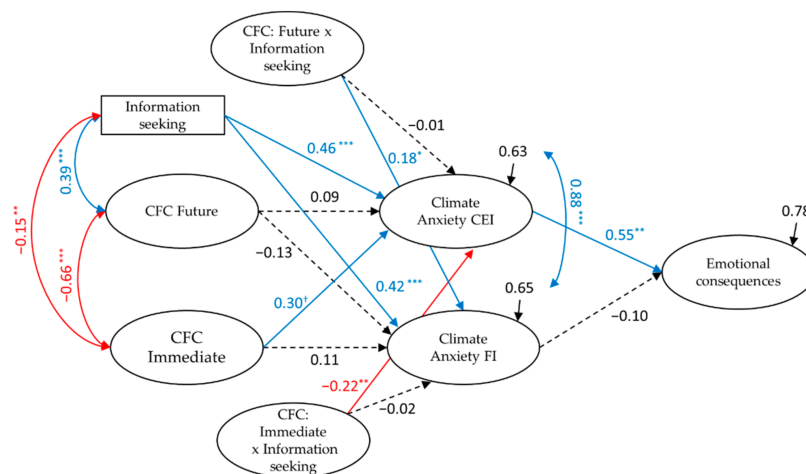 CFC: Future x
Information
seeking
Information
seeking
−0.01
0.46 ***
0.18*
0.63
0.39 ***
0.88 ***
0.78
CFC Future
0.09
Climate
Anxiety CEI
−0.15**
0.55**
−0.13
−0.66 ***
Emotional
consequences
0.30†
0.42 ***
0.65
CFC
Immediate
0.11
Climate
Anxiety FI
−0.10
−0.22**
−0.02
CFC:
Immediate
x Information
seeking